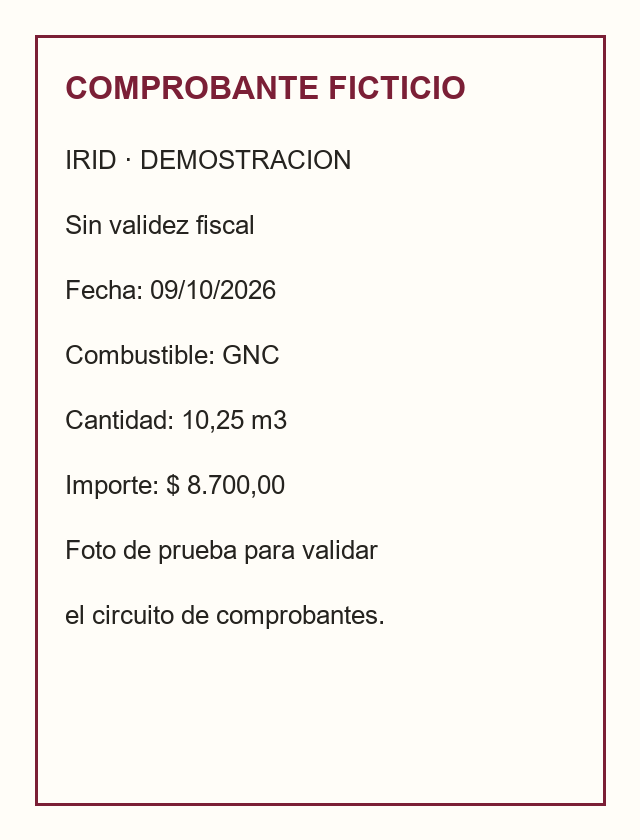 COMPROBANTE FICTICIO
IRID · DEMOSTRACION
Sin validez fiscal
Fecha: 09/10/2026
Combustible: GNC
Cantidad: 10,25 m3
Importe: $ 8.700,00
Foto de prueba para validar
el circuito de comprobantes.